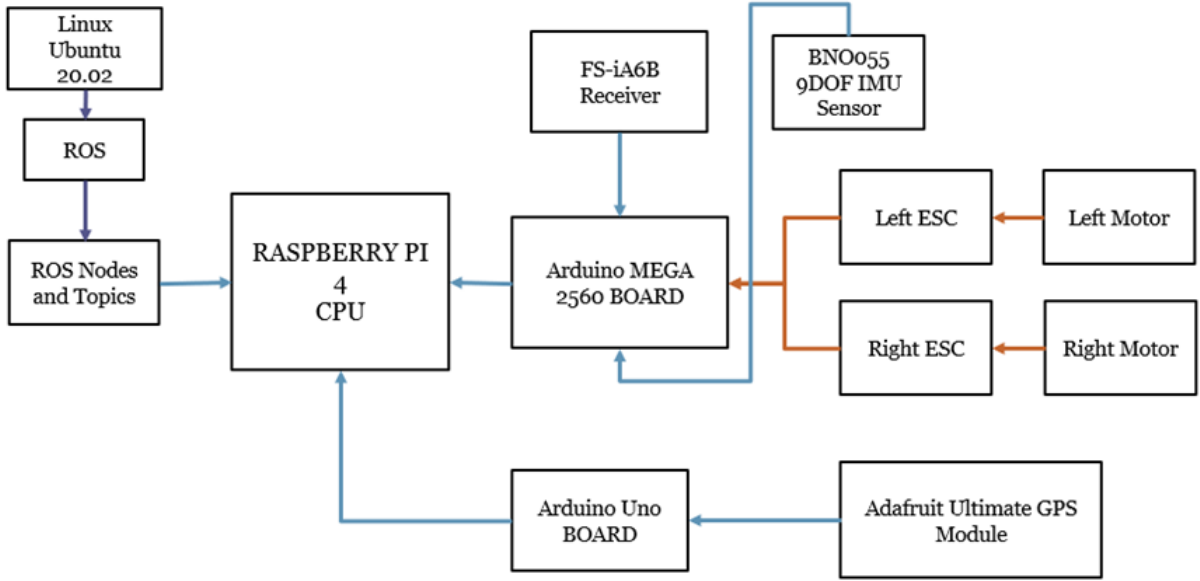 Linux
Ubuntu
20.02
ROS
ROS Nodes
and Topics
RASPBERRY PI
4
CPU
FS-iA6B
Receiver
BNO055
9DOF IMU
Sensor
Arduino MEGA
2560 BOARD
Left ESC
Left Motor
Right ESC
Right Motor
Arduino Uno
BOARD
Adafruit Ultimate GPS
Module